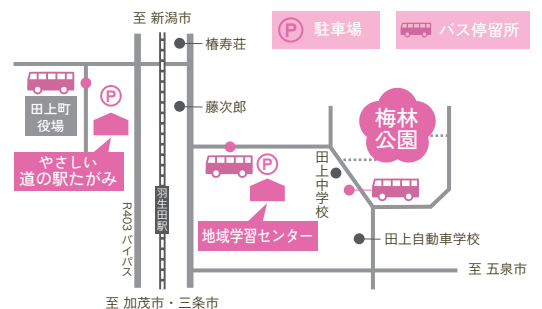 至 新潟市
駐車場
バス停留所
椿寿荘
田上町
役場
藤次郎
やさしい
道の駅たがみ
梅林
公園
田上中学校
R403 バイパス
羽生田駅
地域学習センター
田上自動車学校
至 五泉市
至 加茂市・三条市
P
P
P